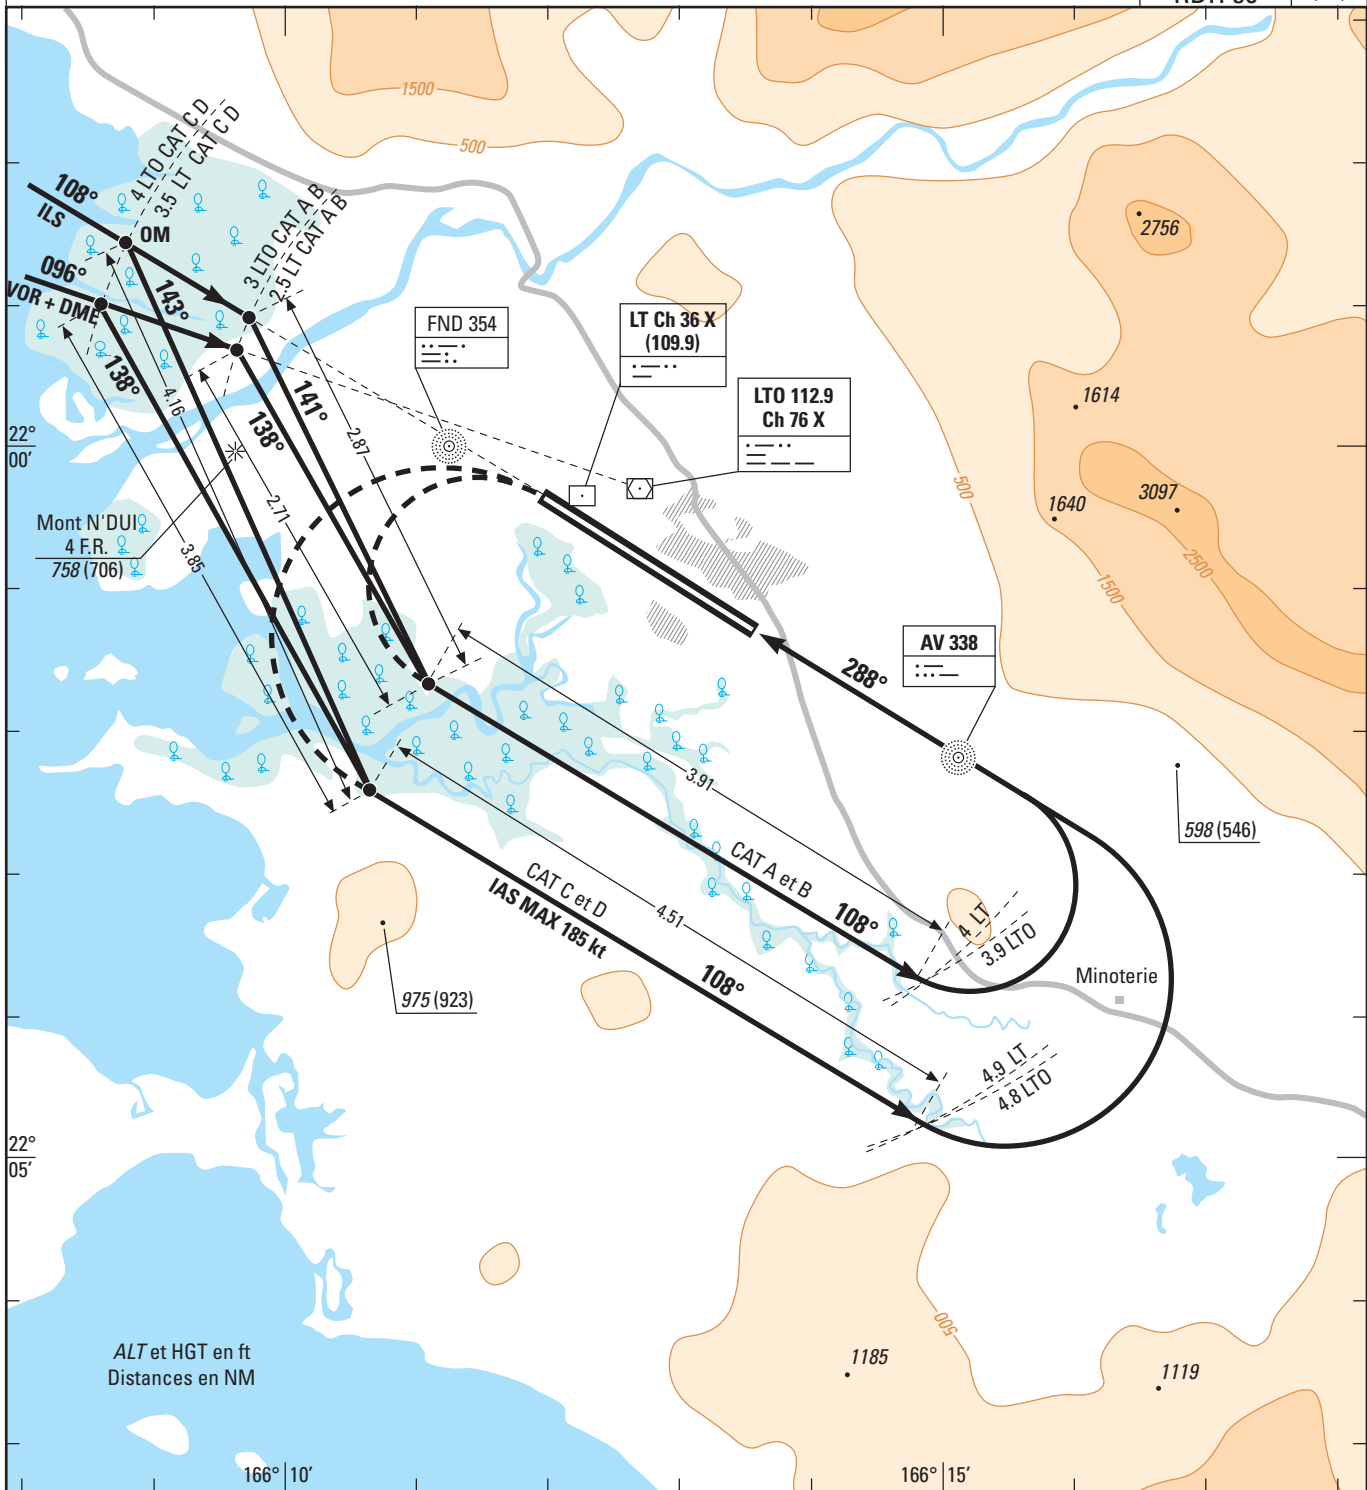 1500
500
4 LTO CAT C D
3.5 LT CAT C D
108°
ILS
OM
3 LTO CAT A B
2.5 LT CAT A B
096°
VOR + DME
143°
138°
2756
FND 354
LT Ch 36 X
(109.9)
LTO 112.9
Ch 76 X
141°
138°
4.16
2.87
1614
22°
00'
500
Mont N'DUI
4 F.R.
758 (706)
2.71
3.85
1640
3097
2500
1500
AV 338
288°
3.91
598 (546)
CAT A et B
108°
CAT C et D
IAS MAX 185 kt
4.51
108°
4 LT
3.9 LTO
Minoterie
975 (923)
4.9 LT
4.8 LTO
22°
05'
500
ALT et HGT en ft
Distances en NM
1185
1119
166° 10'
166° 15'